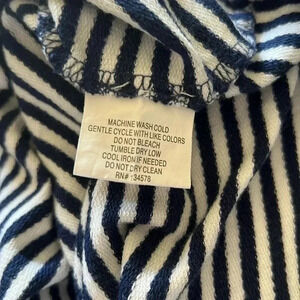 MACHINE WASH COLD
GENTLE CYCLE WITH LIKE COLORS
DO NOT BLEACH
TUMBLE DRY LOW
COOL IRON IF NEEDED
DO NOT DRY CLEAN
RN# 134576